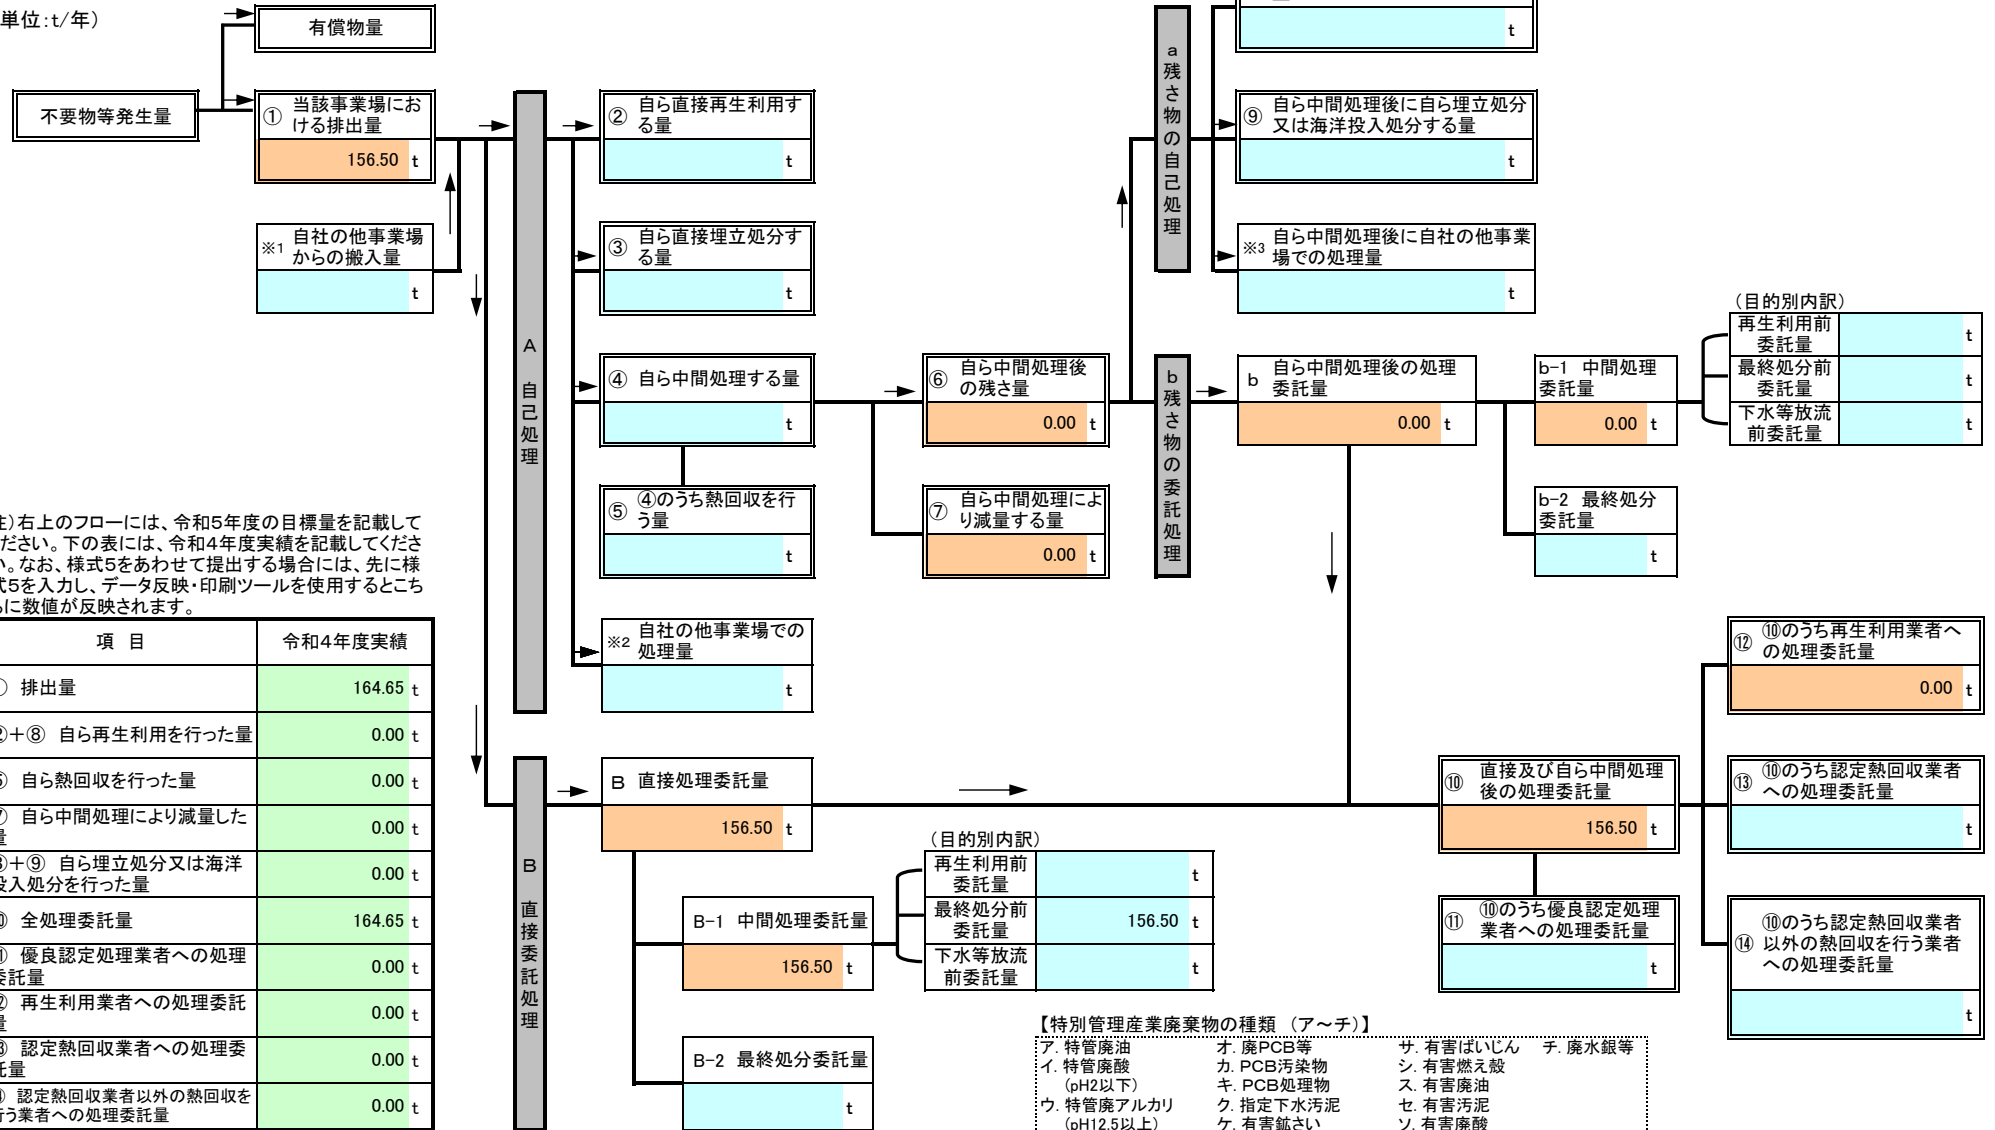 単位：t/年）
有償物量
不要物等発生量
① 当該事業場にお
ける排出量
156.50 t
※1 自社の他事業場
からの搬入量
t
A 自己処理
② 自ら直接再生利用す
る量
t
③ 自ら直接埋立処分す
る量
t
④ 自ら中間処理する量
t
⑤ ④のうち熱回収を行
う量
t
※2 自社の他事業場での
処理量
t
⑥ 自ら中間処理後
の残さ量
0.00 t
⑦ 自ら中間処理によ
り減量する量
0.00 t
a残さ物の自己処理
t
⑨ 自ら中間処理後に自ら埋立処分
又は海洋投入処分する量
t
※3 自ら中間処理後に自社の他事業
場での処理量
t
b残さ物の委託処理
b 自ら中間処理後の処理
委託量
0.00 t
b-1 中間処理
委託量
0.00 t
b-2 最終処分
委託量
t
（目的別内訳）
再生利用前
委託量
t
最終処分前
委託量
t
下水等放流
前委託量
t
）右上のフローには、令和5年度の目標量を記載して
ださい。下の表には、令和4年度実績を記載してくださ
。なお、様式5をあわせて提出する場合には、先に様
式5を入力し、データ反映・印刷ツールを使用するとこち
に数値が反映されます。
項 目 令和4年度実績
排出量 164.65 t
＋⑧ 自ら再生利用を行った量 0.00 t
自ら熱回収を行った量 0.00 t
自ら中間処理により減量した
量 0.00 t
＋⑨ 自ら埋立処分又は海洋
投入処分を行った量 0.00 t
全処理委託量 164.65 t
優良認定処理業者への処理
委託量 0.00 t
再生利用業者への処理委託
量 0.00 t
認定熱回収業者への処理委
託量 0.00 t
認定熱回収業者以外の熱回収を
行う業者への処理委託量 0.00 t
B 直接委託処理
B 直接処理委託量
156.50 t
B-1 中間処理委託量
156.50 t
B-2 最終処分委託量
t
（目的別内訳）
再生利用前
委託量
t
最終処分前
委託量
156.50 t
下水等放流
前委託量
t
⑩ 直接及び自ら中間処理
後の処理委託量
156.50 t
⑪ ⑩のうち優良認定処理
業者への処理委託量
t
⑫ ⑩のうち再生利用業者へ
の処理委託量
0.00 t
⑬ ⑩のうち認定熱回収業者
への処理委託量
t
⑭ ⑩のうち認定熱回収業者
以外の熱回収を行う業者
への処理委託量
t
【特別管理産業廃棄物の種類 （ア～チ）】
ア. 特管廃油 オ. 廃PCB等 サ. 有害ばいじん チ. 廃水銀等
イ. 特管廃酸 カ. PCB汚染物 シ. 有害燃え殻
（pH2以下） キ. PCB処理物 ス. 有害廃油
ウ. 特管廃アルカリ ク. 指定下水汚泥 セ. 有害汚泥
（pH12.5以上） ケ. 有害鉱さい ソ. 有害廃酸